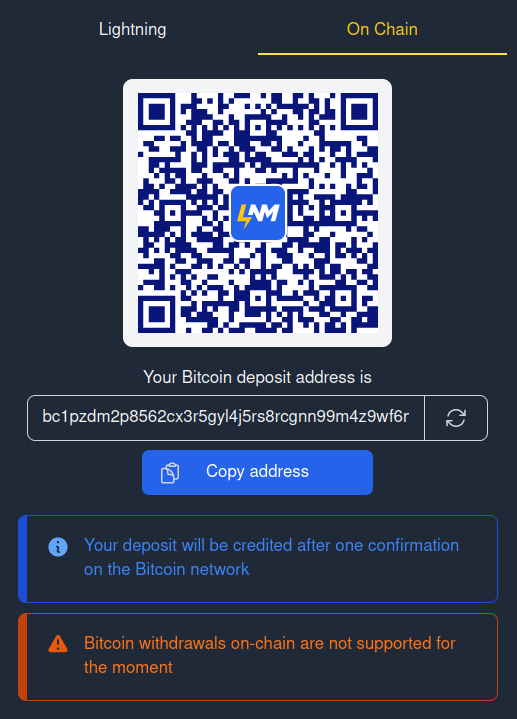 Lightning
On Chain
LNM
Your Bitcoin deposit address is
bc1pzdm2p8562cx3r5gyl4j5rs8rcgnn99m4z9wf6r
Copy address
Your deposit will be credited after one confirmation
on the Bitcoin network
Bitcoin withdrawals on-chain are not supported for
the moment